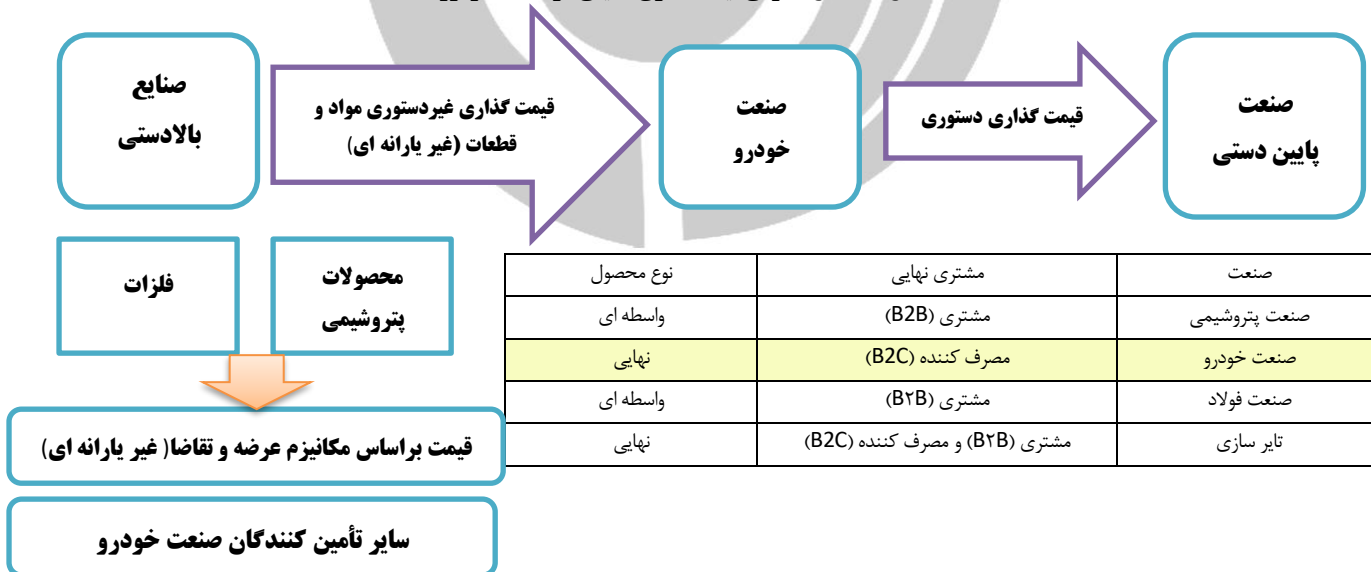 صنایع
بالادستی
قیمت گذاری غیردستوری مواد و
قطعات (غیر یارانه ای)
صنعت
خودرو
قیمت گذاری دستوری
صنعت
پایین دستی
فلزات
محصولات
پتروشیمی
قیمت براساس مکانیزم عرضه و تقاضا( غیر یارانه ای)
سایر تأمین کنندگان صنعت خودرو
صنعت مشتری نهایی نوع محصول
صنعت پتروشیمی مشتری (B2B) واسطه ای
صنعت خودرو مصرف کننده (B2C) نهایی
صنعت فولاد مشتری (B۲B) واسطه ای
تایر سازی مشتری (B۲B) و مصرف کننده (B2C) نهایی